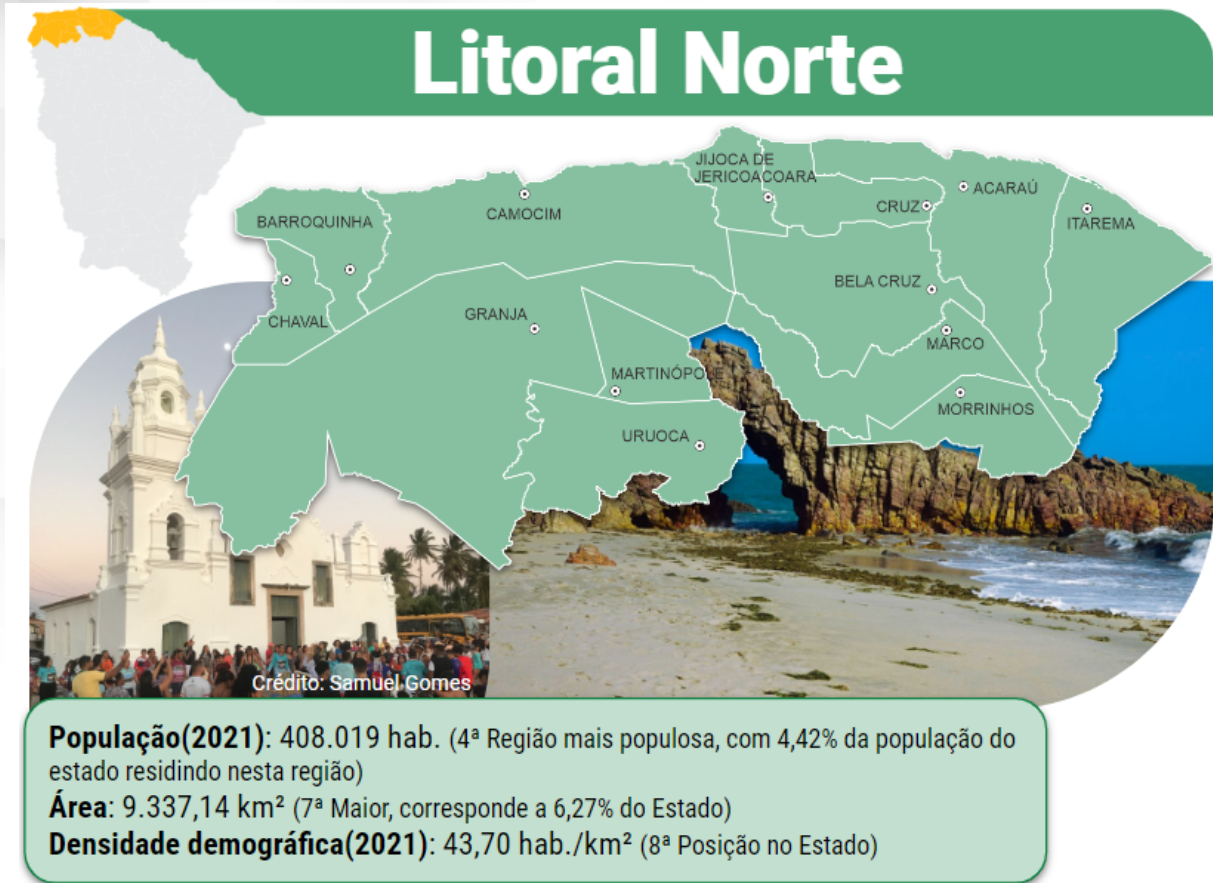 Litoral Norte
JIJOCA DE
JERICOACOARA
ACARAÚ
CRUZ
ITAREMA
BARROQUINHA
CAMOCIM
BELA CRUZ
CHAVAL
GRANJA
MARCO
MARTINÓPOLE
MORRINHOS
URUOCA
Crédito: Samuel Gomes
População(2021): 408.019 hab. (4ª Região mais populosa, com 4,42% da população do
estado residindo nesta região)
Área: 9.337,14 km² (7ª Maior, corresponde a 6,27% do Estado)
Densidade demográfica(2021): 43,70 hab./km² (8ª Posição no Estado)